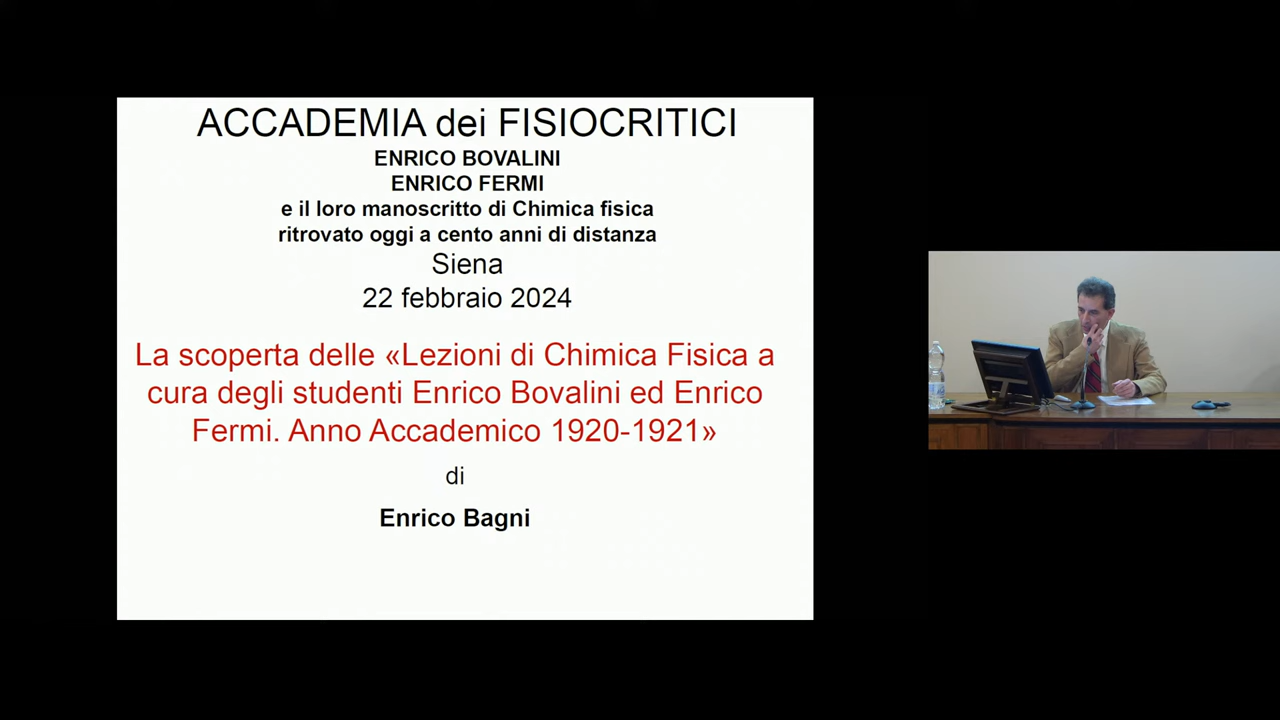 ACCADEMIA dei FISIOCRITICI
ENRICO BOVALINI
ENRICO FERMI
e il loro manoscritto di Chimica fisica
ritrovato oggi a cento anni di distanza
Siena
22 febbraio 2024
La scoperta delle «Lezioni di Chimica Fisica a
cura degli studenti Enrico Bovalini ed Enrico
Fermi. Anno Accademico 1920-1921»
di
Enrico Bagni